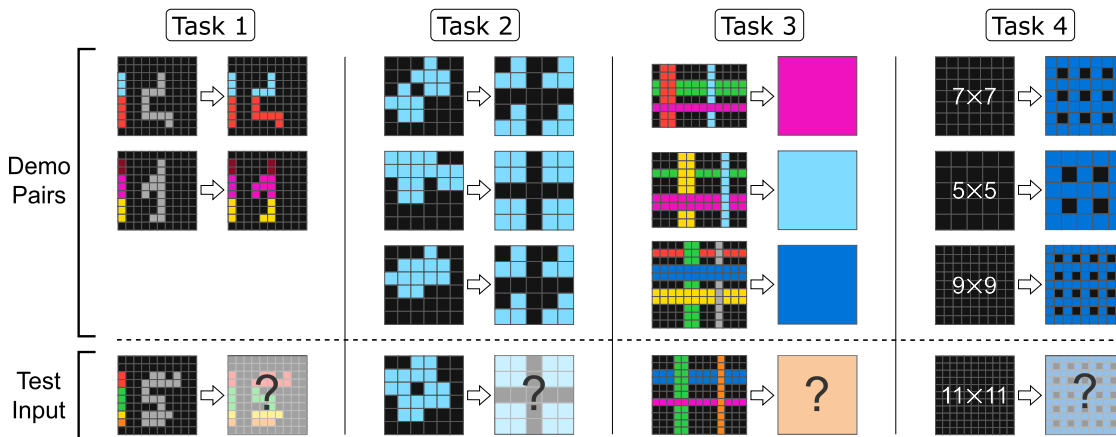 Task 1
Task 2
Task 3
Task 4
Demo
Pairs
7×7
5×5
9×9
Test
Input
?
?
?
11×11
?